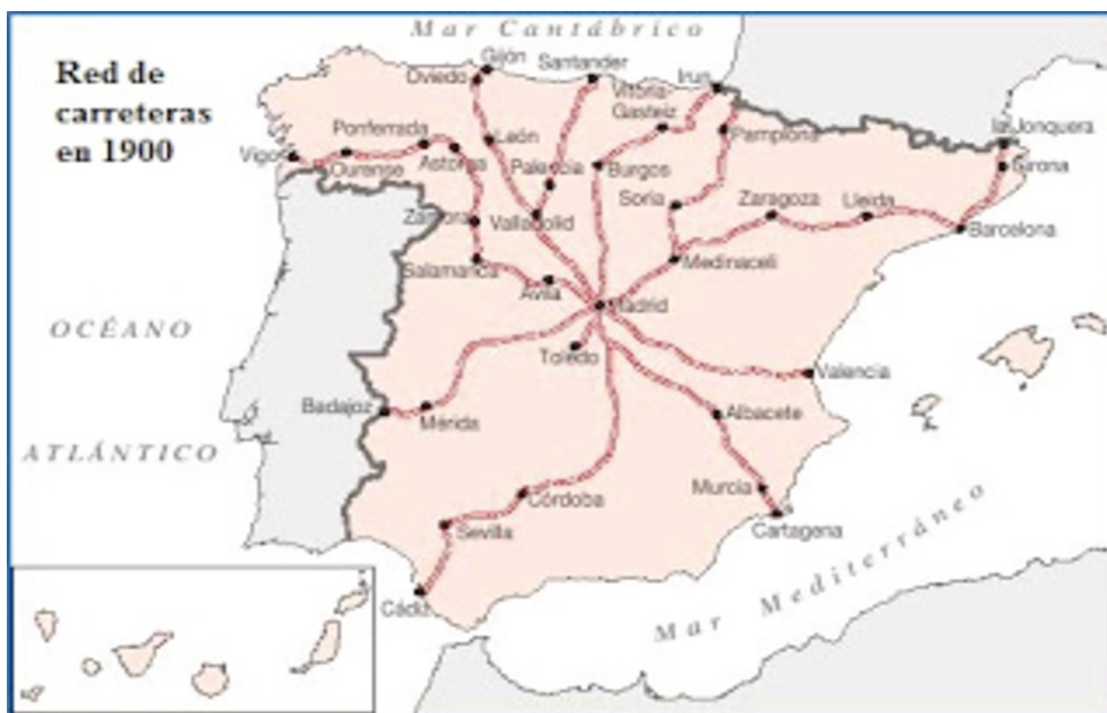 Mar Cantábrico
Red de
carreteras
en 1900
Gijón
Oviedo
Santander
Irun
Vitoria-
Gasteiz
Pamplona
la Jonquera
Girona
Ponferrada
León
Vigo
Ourense
Astorga
Palencia
Burgos
Soria
Zaragoza
Lleida
Barcelona
Zamora
Valladolid
Salamanca
Medinaceli
Ávila
Madrid
OCÉANO
Toledo
Valencia
Badajoz
Mérida
Albacete
ATLÁNTICO
Córdoba
Murcia
Sevilla
Cartagena
Cádiz
Mar Mediterráneo